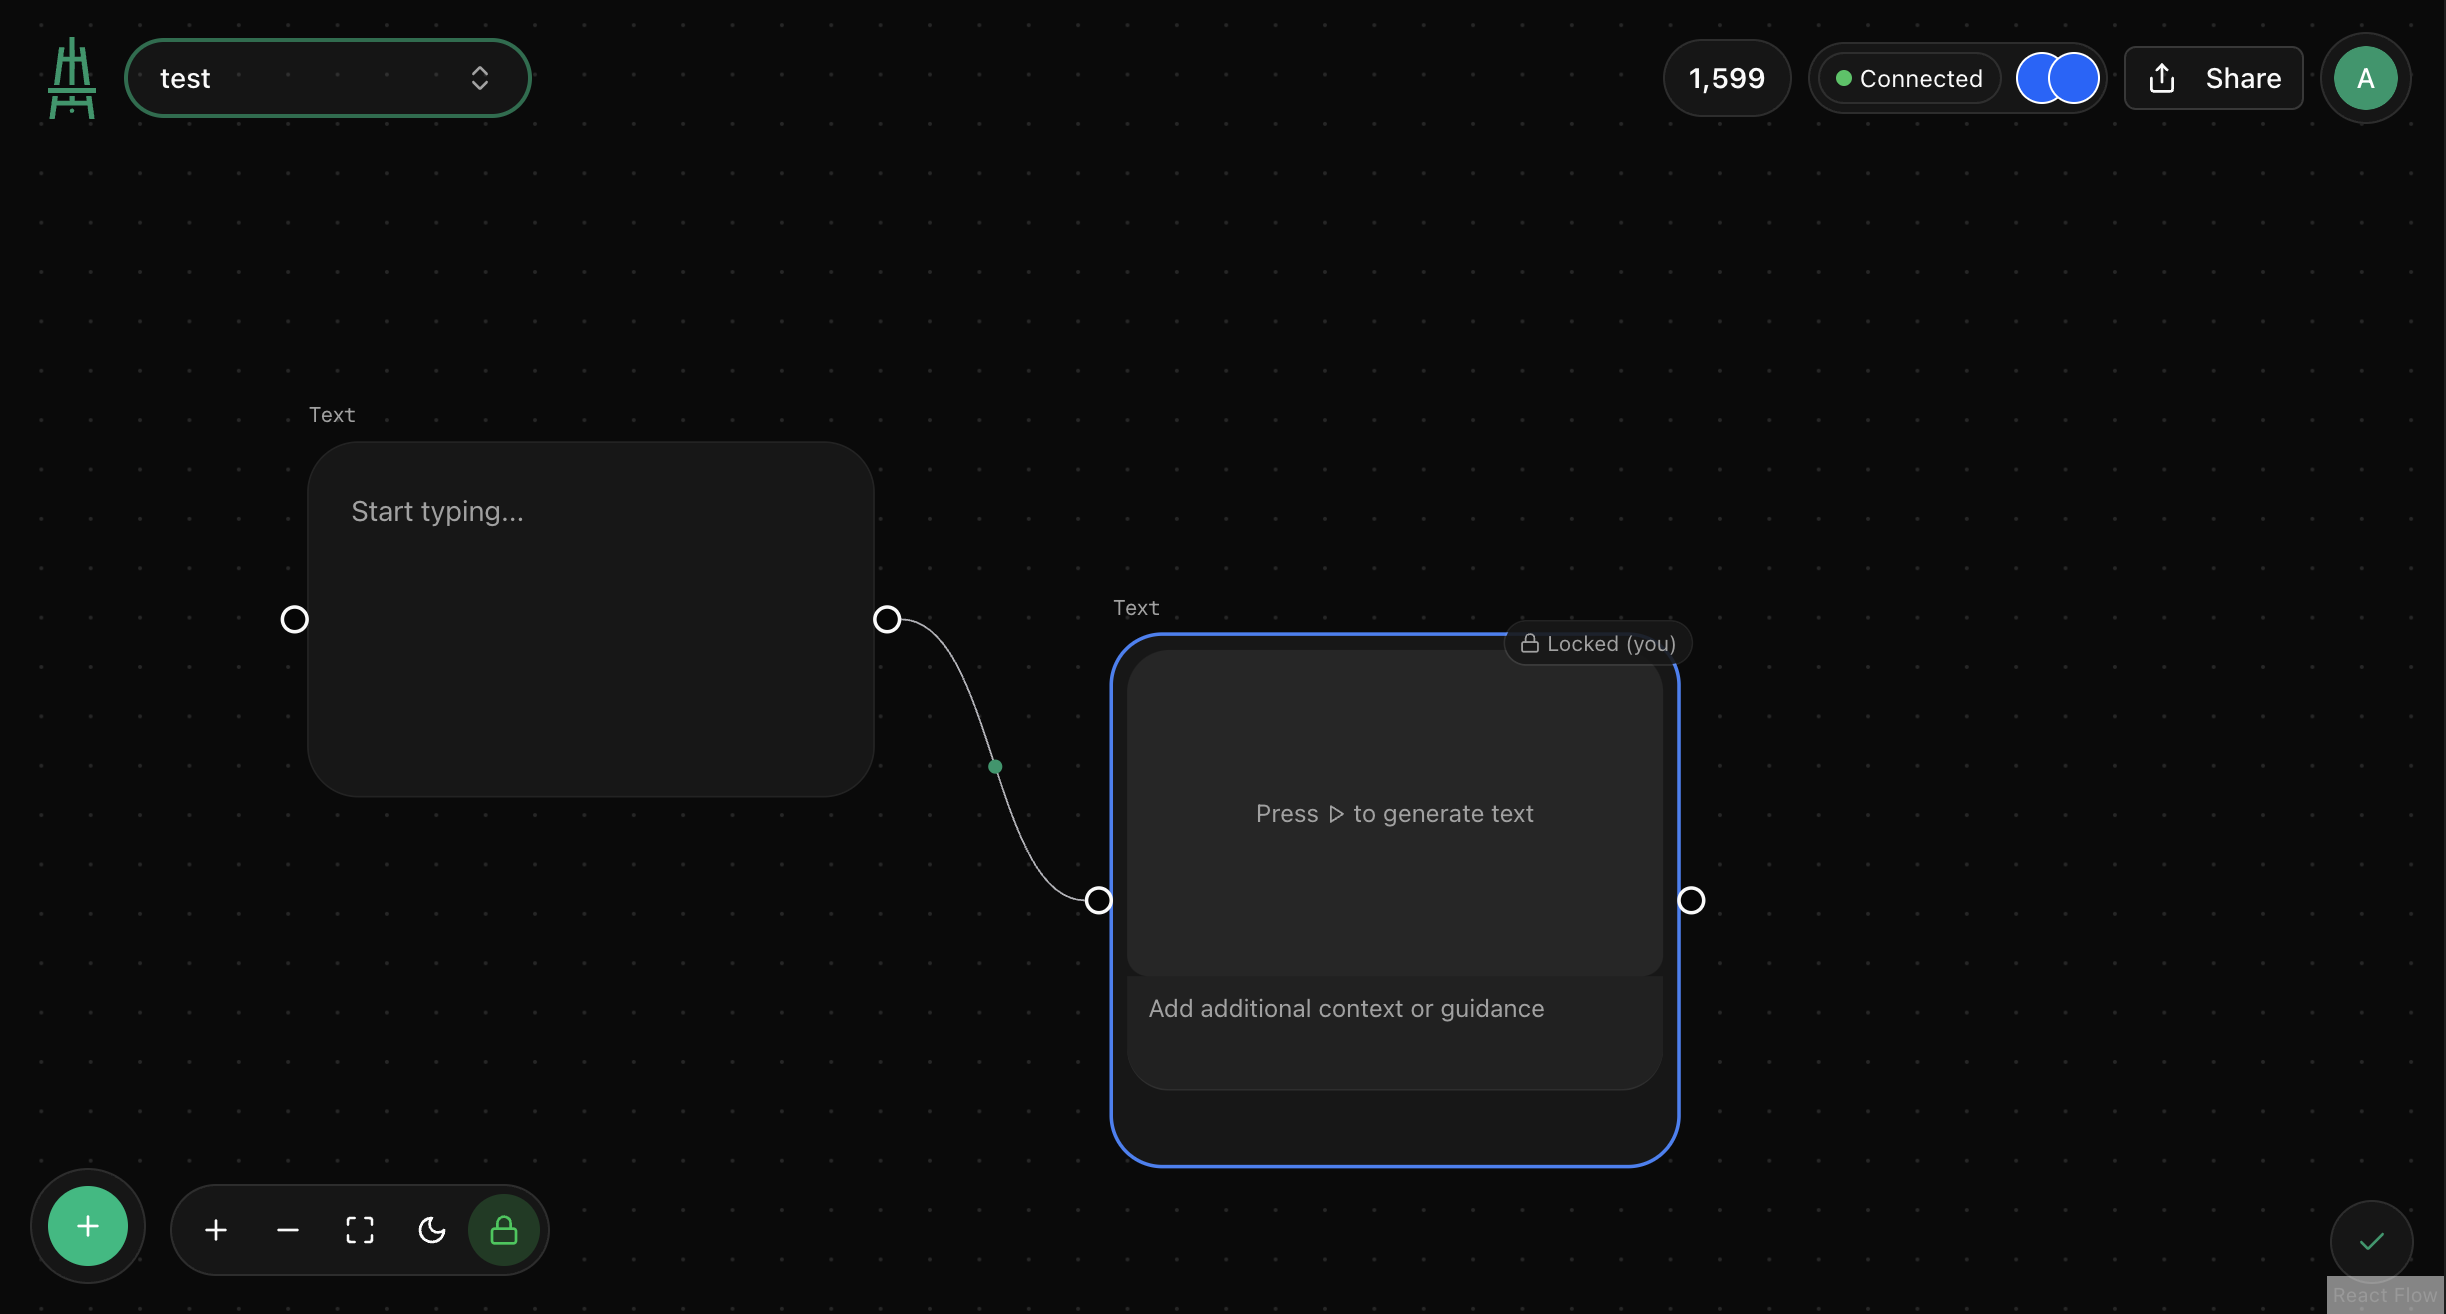 test
1,599
Connected
Share
A
Text
Start typing...
Text
Locked (you)
Press to generate text
Add additional context or guidance
React Flow